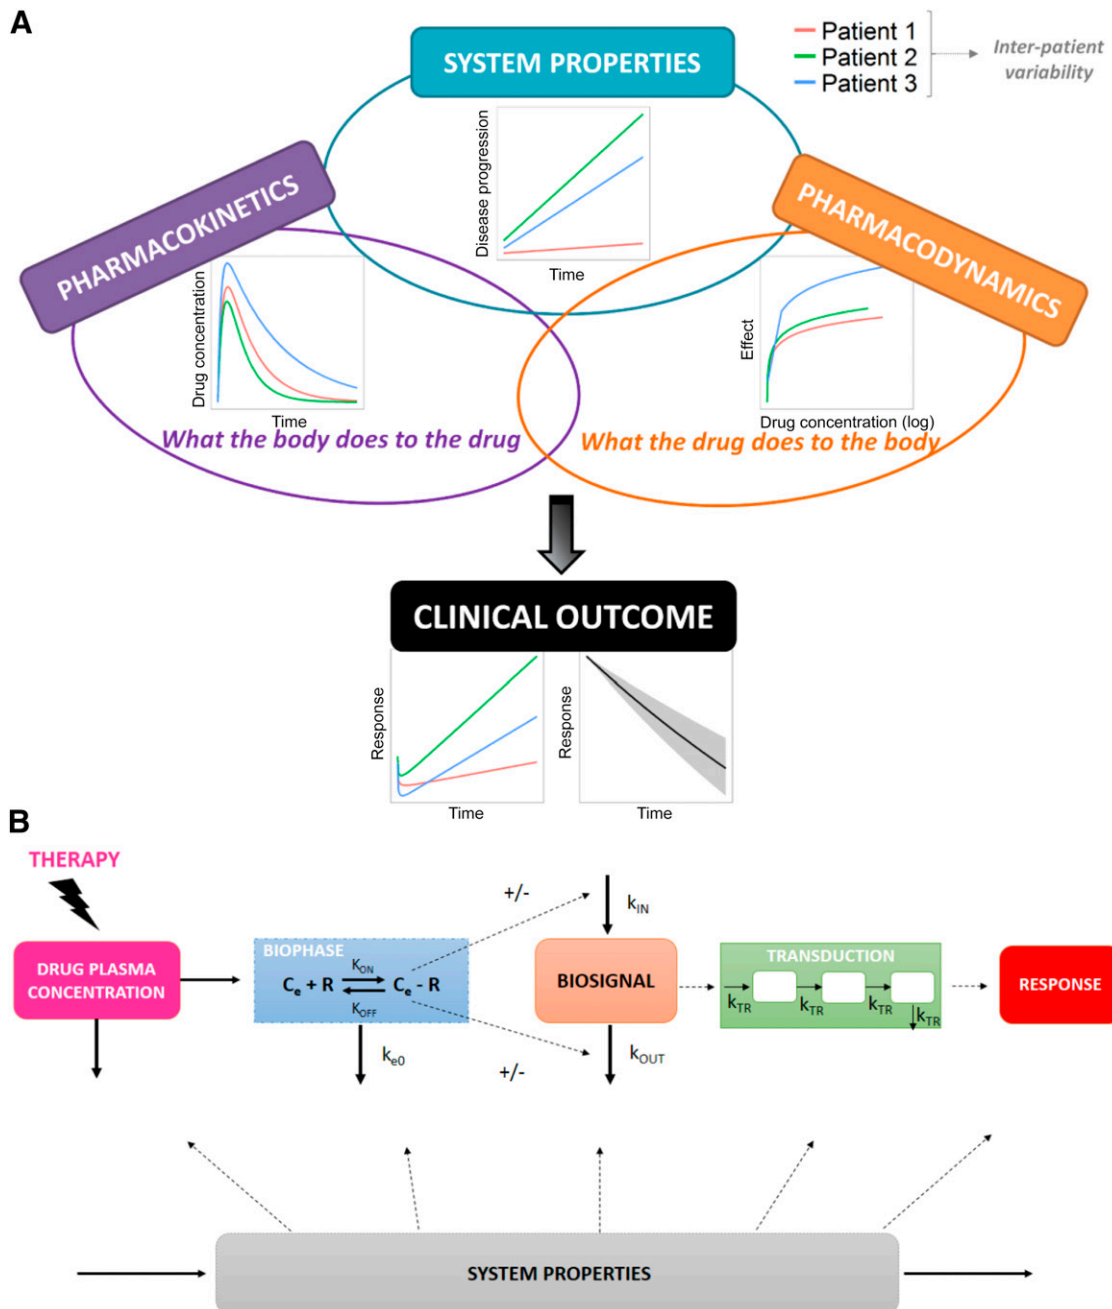 A
SYSTEM PROPERTIES
Patient 1
Patient 2
Patient 3
Inter-patient
variability
PHARMACOKINETICS
PHARMACODYNAMICS
Disease progression
Time
Drug concentration
Time
Effect
Drug concentration (log)
What the body does to the drug
What the drug does to the body
CLINICAL OUTCOME
Response
Time
Response
Time
B
THERAPY
DRUG PLASMA
CONCENTRATION
BIOPHASE
Ce + R
KON
KOFF
Ce - R
ke0
+/-
+/-
kIN
BIOSIGNAL
kOUT
TRANSDUCTION
kTR
kTR
kTR
kTR
RESPONSE
SYSTEM PROPERTIES